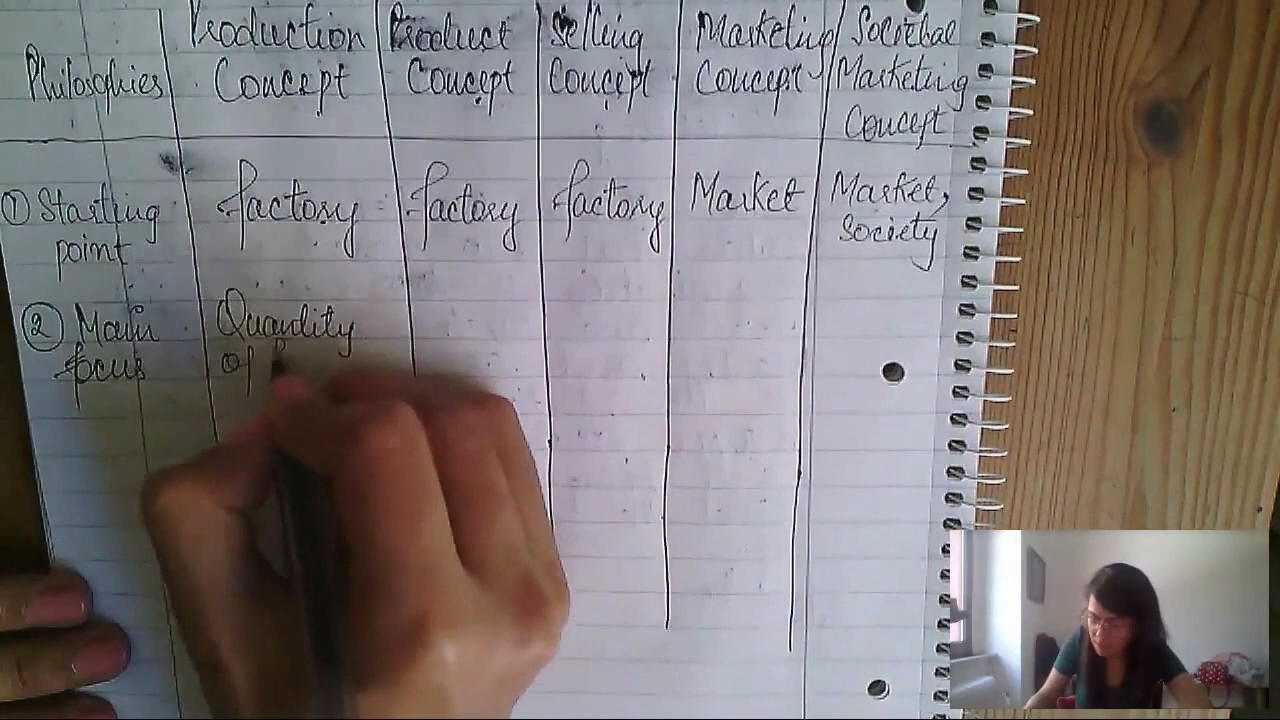 Philosophies
Production
Concept
Product
Concept
Selling
Concept
Marketing
Concept
Societal
Marketing
Concept
① Starting
point
factory
factory
factory
Market
Market,
Society
② Main
focus
Quantity
of